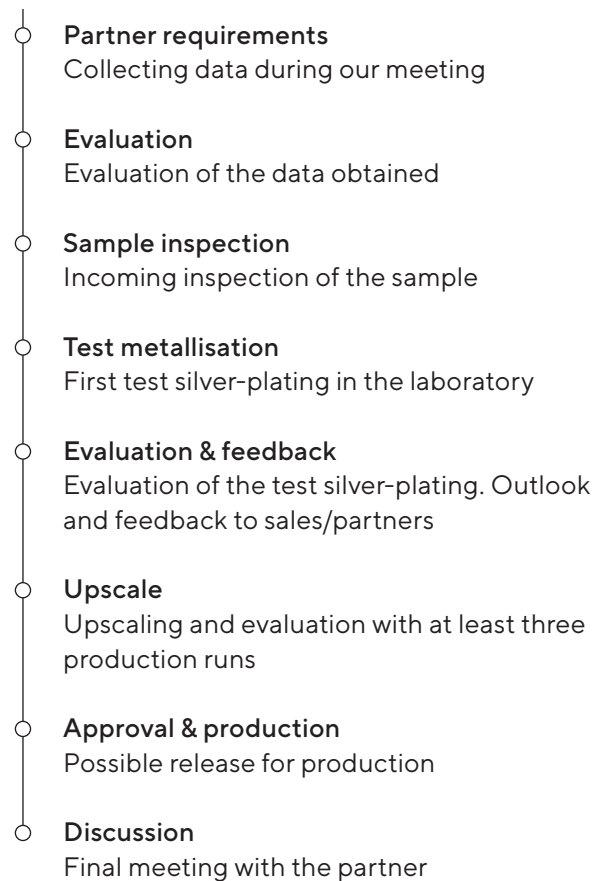 Partner requirements
Collecting data during our meeting
Evaluation
Evaluation of the data obtained
Sample inspection
Incoming inspection of the sample
Test metallisation
First test silver-plating in the laboratory
Evaluation & feedback
Evaluation of the test silver-plating. Outlook
and feedback to sales/partners
Upscale
Upscaling and evaluation with at least three
production runs
Approval & production
Possible release for production
Discussion
Final meeting with the partner